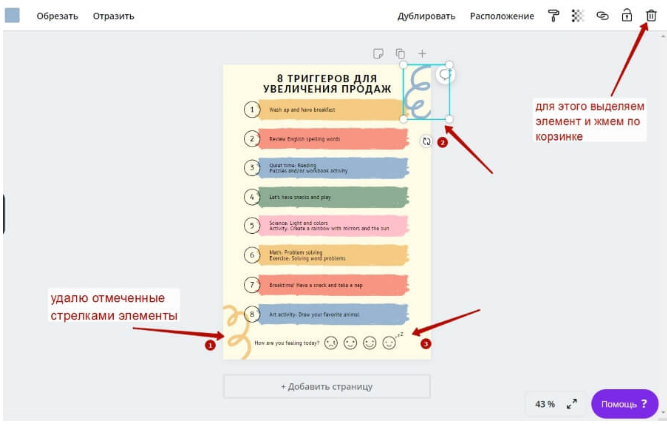 Обрезать Отразить Дублировать Расположение
8 ТРИГГЕРОВ ДЛЯ
УВЕЛИЧЕНИЯ ПРОДАЖ
для этого выделяем
элемент и жмем по
корзинке
1 Wash up and have breakfast
2 Review English spelling words
2
3 Quiet time: Reading
Puzzles and/or workbook activity
4 Let's have snacks and play
5 Science: Light and colors
Activity: Create a rainbow with mirrors and the sun
6 Math: Problem solving
Exercise: Solving word problems
7 Breaktime! Have a snack and take a nap
удалю отмеченные
стрелками элементы
8 Art activity: Draw your favorite animal
1 How are you feeling today? zZ 3
+ Добавить страницу
43 % Помощь ?